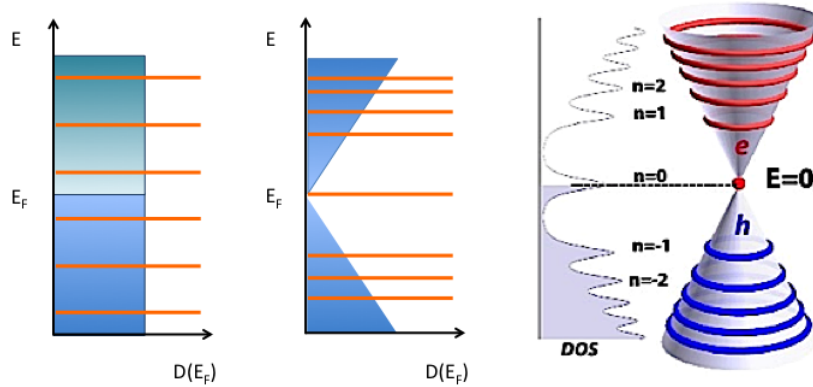 E
E_F
D(E_F)
E
E_F
D(E_F)
n=2
n=1
n=0
n=-1
n=-2
DOS
e
E=0
h